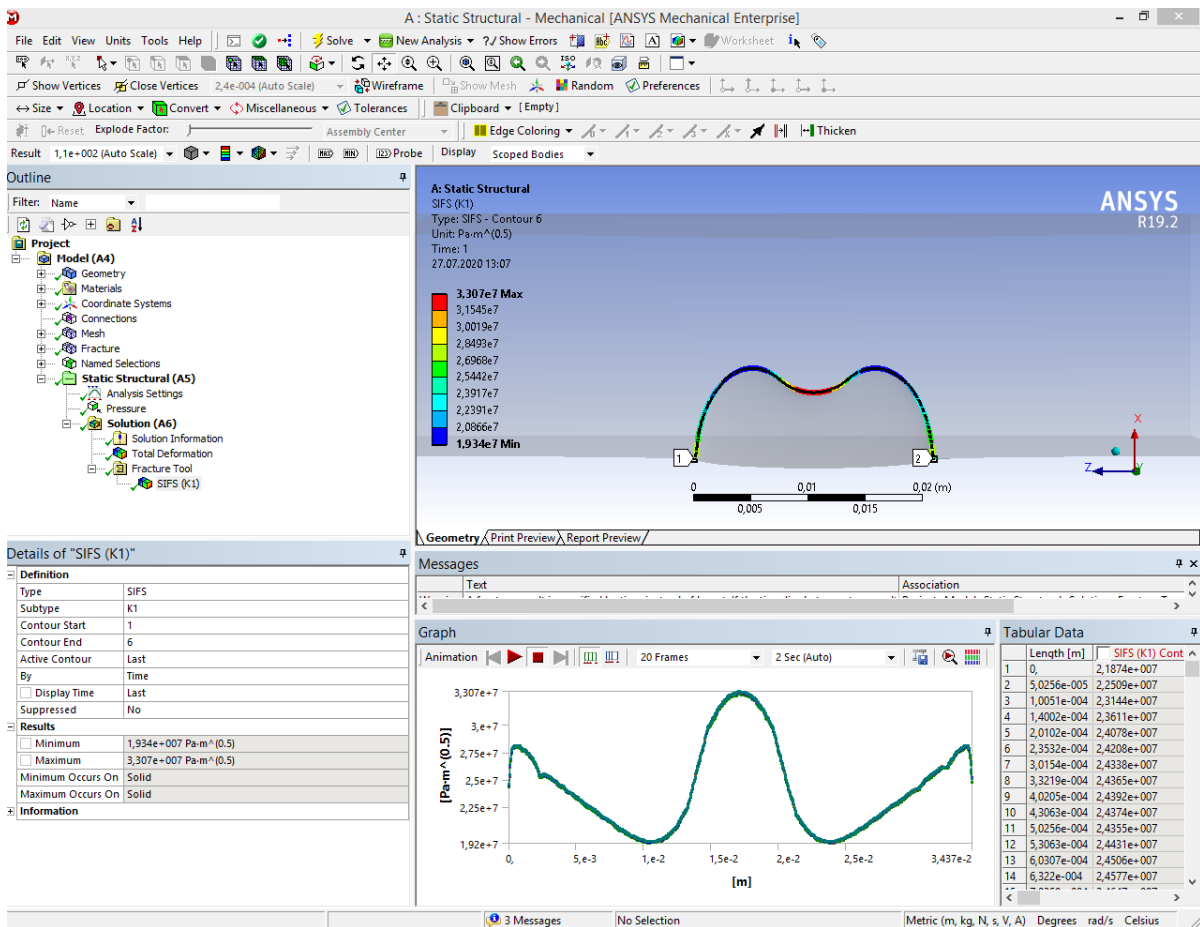 A : Static Structural - Mechanical [ANSYS Mechanical Enterprise]
File Edit View Units Tools Help Solve New Analysis ?/ Show Errors Worksheet
Show Vertices Close Vertices 2,4e-004 (Auto Scale) Wireframe Show Mesh Random Preferences
Size Location Convert Miscellaneous Tolerances Clipboard [Empty]
Reset Explode Factor: Assembly Center Edge Coloring Thicken
Result 1,1e+002 (Auto Scale) Probe Display Scoped Bodies
Outline
Filter: Name
Project
Model (A4)
Geometry
Materials
Coordinate Systems
Connections
Mesh
Fracture
Named Selections
Static Structural (A5)
Analysis Settings
Pressure
Solution (A6)
Solution Information
Total Deformation
Fracture Tool
SIFS (K1)
A: Static Structural
SIFS (K1)
Type: SIFS - Contour 6
Unit: Pa·m^(0.5)
Time: 1
27.07.2020 13:07
3,307e7 Max
3,1545e7
3,0019e7
2,8493e7
2,6968e7
2,5442e7
2,3917e7
2,2391e7
2,0866e7
1,934e7 Min
ANSYS
R19.2
1
2
0 0,01 0,02 (m)
0,005 0,015
X
Z
Geometry Print Preview Report Preview
Details of "SIFS (K1)"
Definition
Type SIFS
Subtype K1
Contour Start 1
Contour End 6
Active Contour Last
By Time
Display Time Last
Suppressed No
Results
Minimum 1,934e+007 Pa·m^(0.5)
Maximum 3,307e+007 Pa·m^(0.5)
Minimum Occurs On Solid
Maximum Occurs On Solid
Information
Messages
Text Association
Graph
Animation 20 Frames 2 Sec (Auto)
3,307e+7
3,e+7
2,75e+7
2,5e+7
2,25e+7
1,92e+7
[Pa·m^(0.5)]
0, 5,e-3 1,e-2 1,5e-2 2,e-2 2,5e-2 3,437e-2
[m]
Tabular Data
Length [m] SIFS (K1) Cont
1 0, 2,1874e+007
2 5,0256e-005 2,2509e+007
3 1,0051e-004 2,3144e+007
4 1,4002e-004 2,3611e+007
5 2,0102e-004 2,4078e+007
6 2,3532e-004 2,4208e+007
7 3,0154e-004 2,4338e+007
8 3,3219e-004 2,4365e+007
9 4,0205e-004 2,4392e+007
10 4,3063e-004 2,4374e+007
11 5,0256e-004 2,4355e+007
12 5,3063e-004 2,4431e+007
13 6,0307e-004 2,4506e+007
14 6,322e-004 2,4577e+007
3 Messages No Selection Metric (m, kg, N, s, V, A) Degrees rad/s Celsius